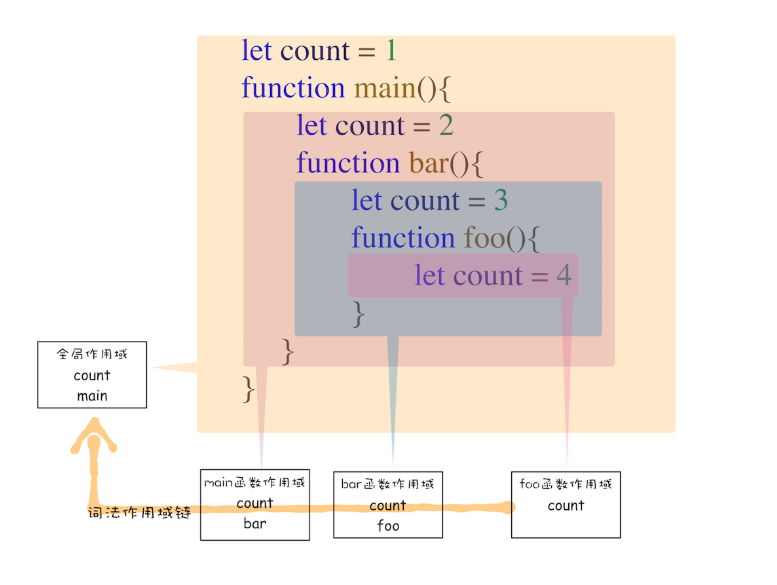 let count = 1
function main(){
let count = 2
function bar(){
let count = 3
function foo(){
let count = 4
}
}
}
全局作用域
count
main
main函数作用域
count
bar
bar函数作用域
count
foo
foo函数作用域
count
词法作用域链